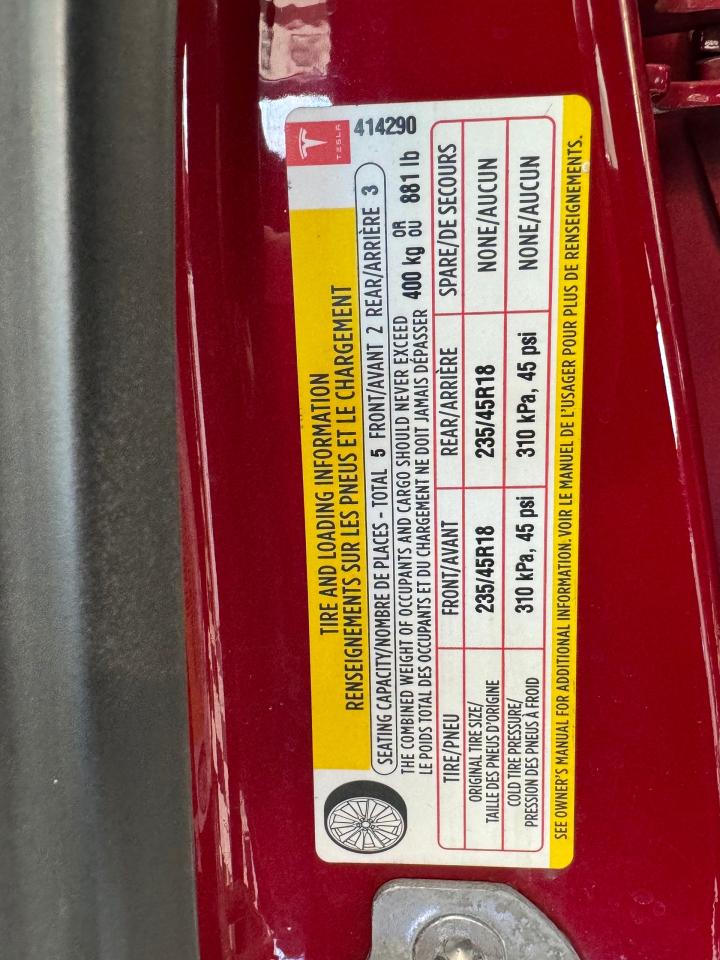 TESLA
414290
TIRE AND LOADING INFORMATION
RENSEIGNEMENTS SUR LES PNEUS ET LE CHARGEMENT
SEATING CAPACITY/NOMBRE DE PLACES - TOTAL 5 FRONT/AVANT 2 REAR/ARRIÈRE 3
THE COMBINED WEIGHT OF OCCUPANTS AND CARGO SHOULD NEVER EXCEED
LE POIDS TOTAL DES OCCUPANTS ET DU CHARGEMENT NE DOIT JAMAIS DÉPASSER
400 kg OR OU 881 lb
TIRE/PNEU FRONT/AVANT REAR/ARRIÈRE SPARE/DE SECOURS
ORIGINAL TIRE SIZE/
TAILLE DES PNEUS D'ORIGINE
235/45R18 235/45R18 NONE/AUCUN
COLD TIRE PRESSURE/
PRESSION DES PNEUS À FROID
310 kPa, 45 psi 310 kPa, 45 psi NONE/AUCUN
SEE OWNER'S MANUAL FOR ADDITIONAL INFORMATION. VOIR LE MANUEL DE L'USAGER POUR PLUS DE RENSEIGNEMENTS.